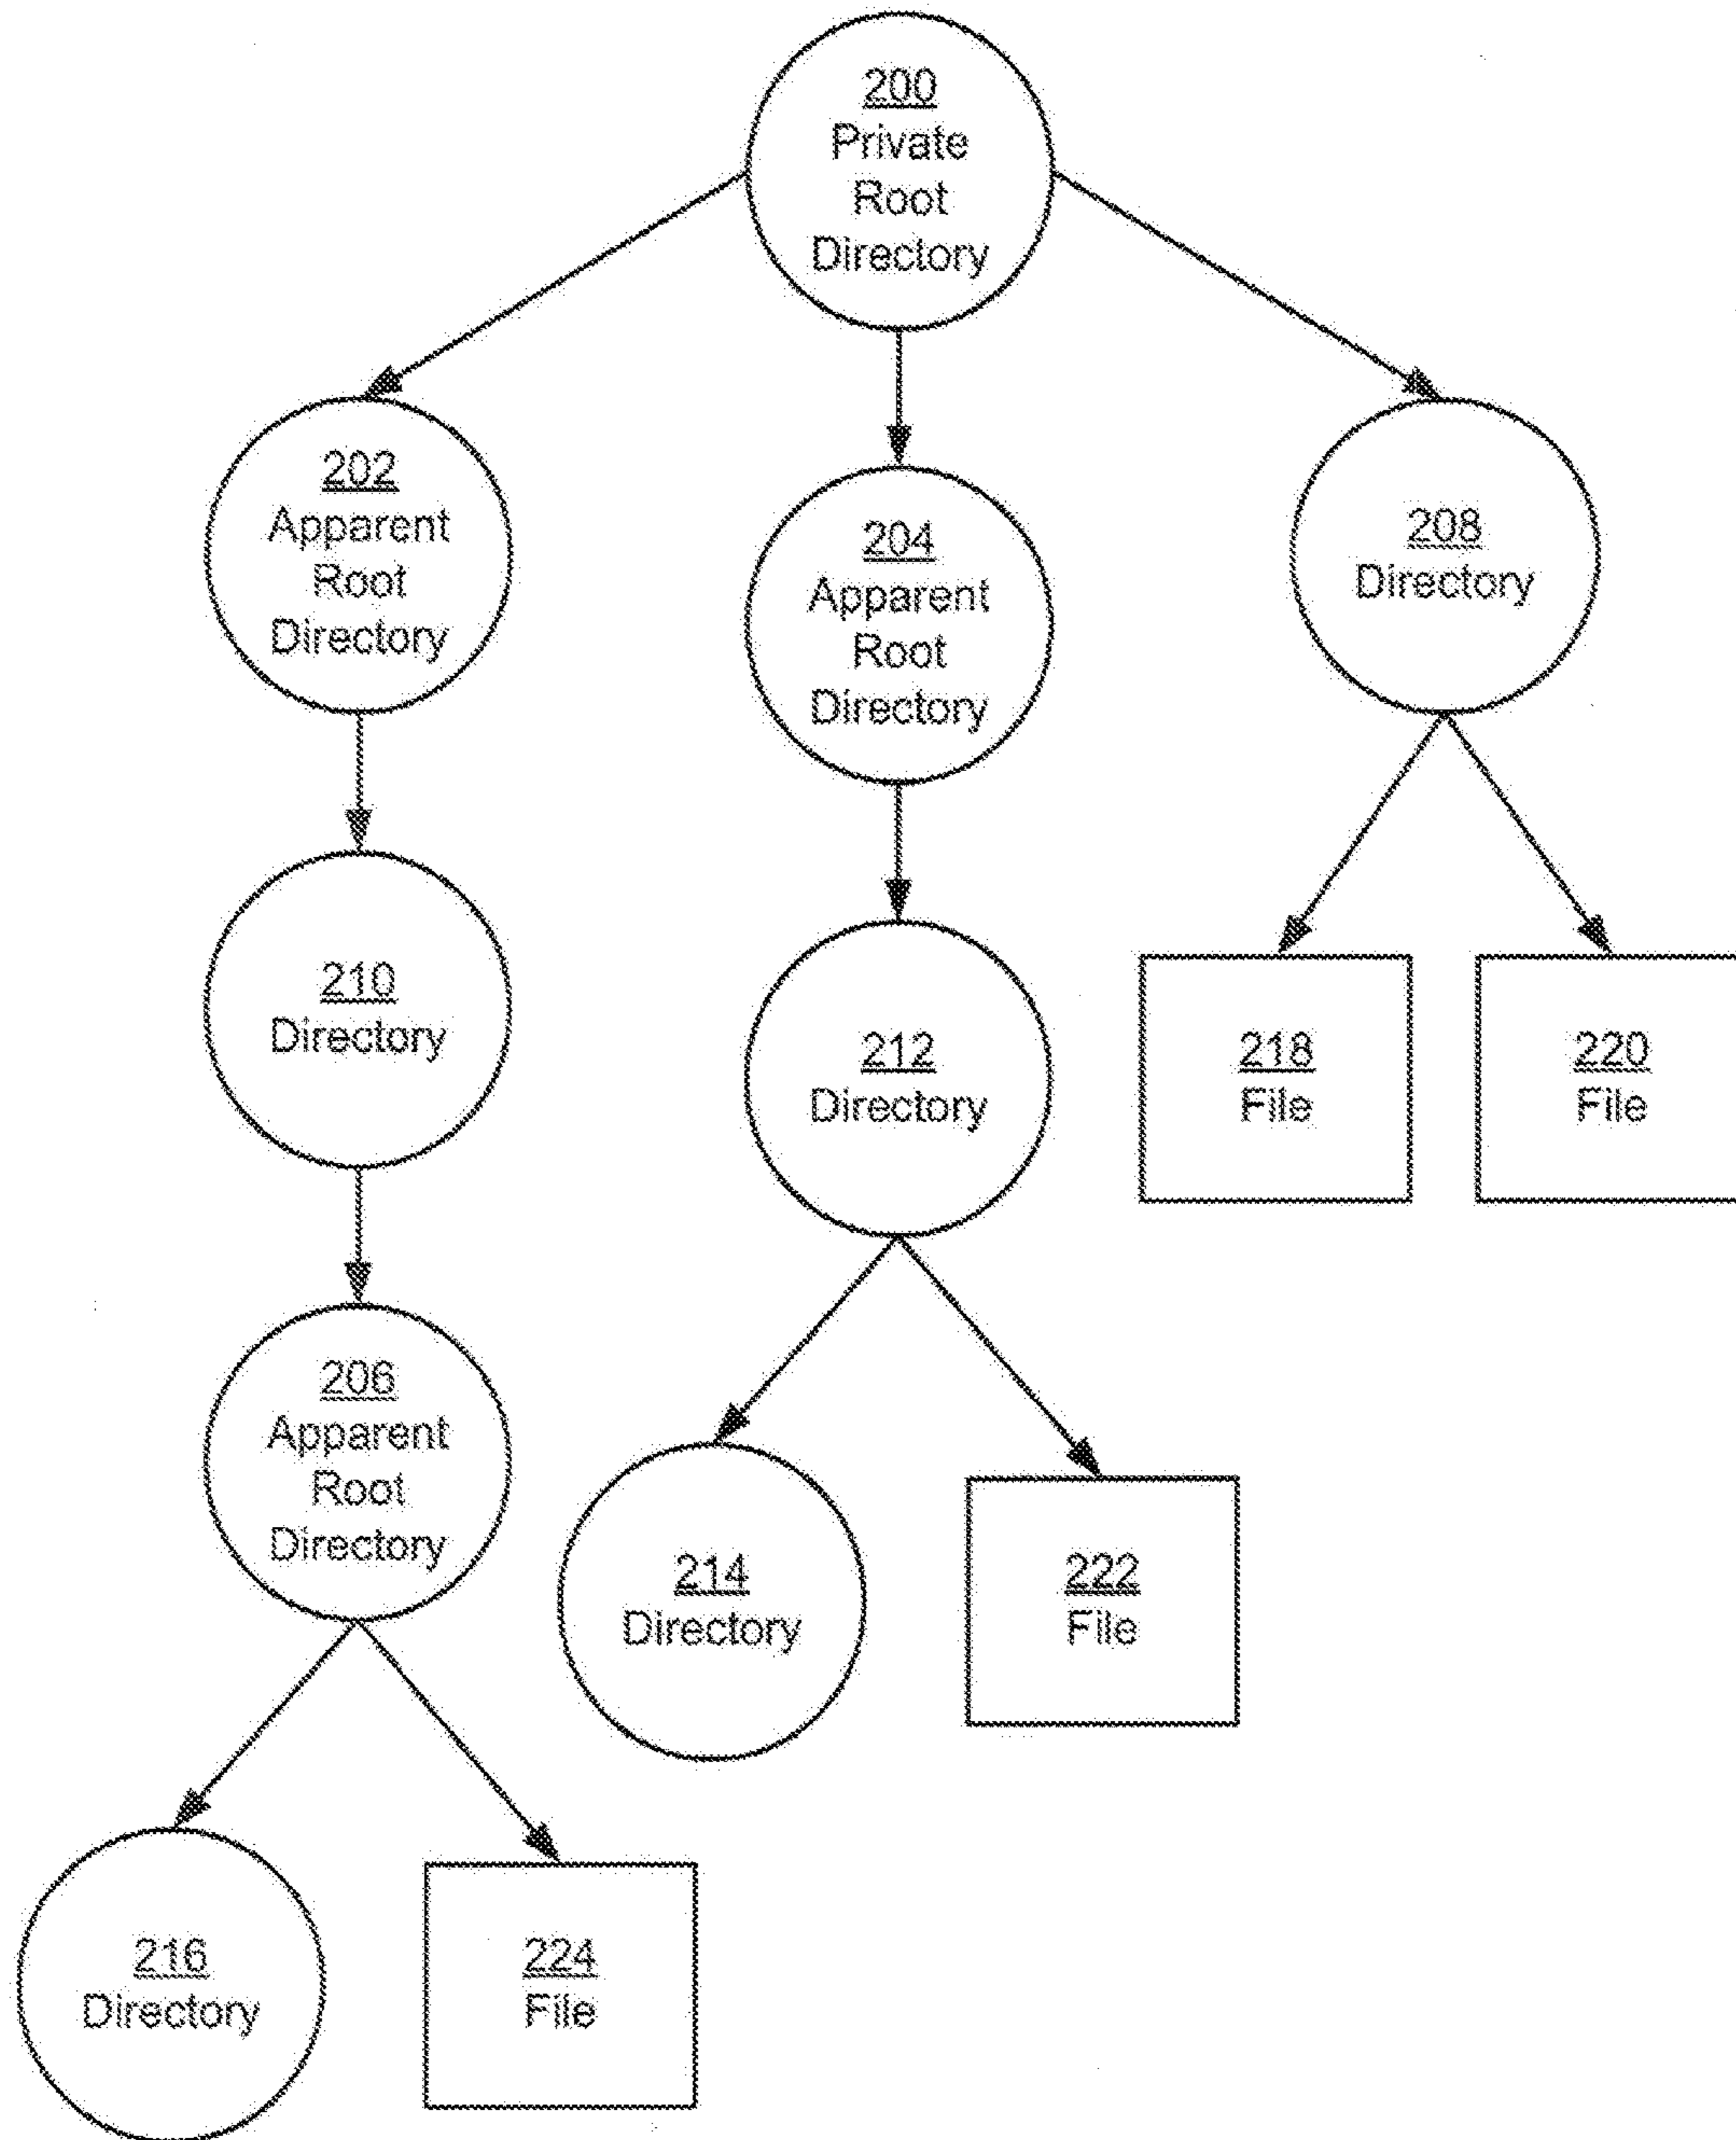 200
Private
Root
Directory
202
Apparent
Root
Directory
204
Apparent
Root
Directory
208
Directory
210
Directory
212
Directory
218
File
220
File
206
Apparent
Root
Directory
214
Directory
222
File
216
Directory
224
File